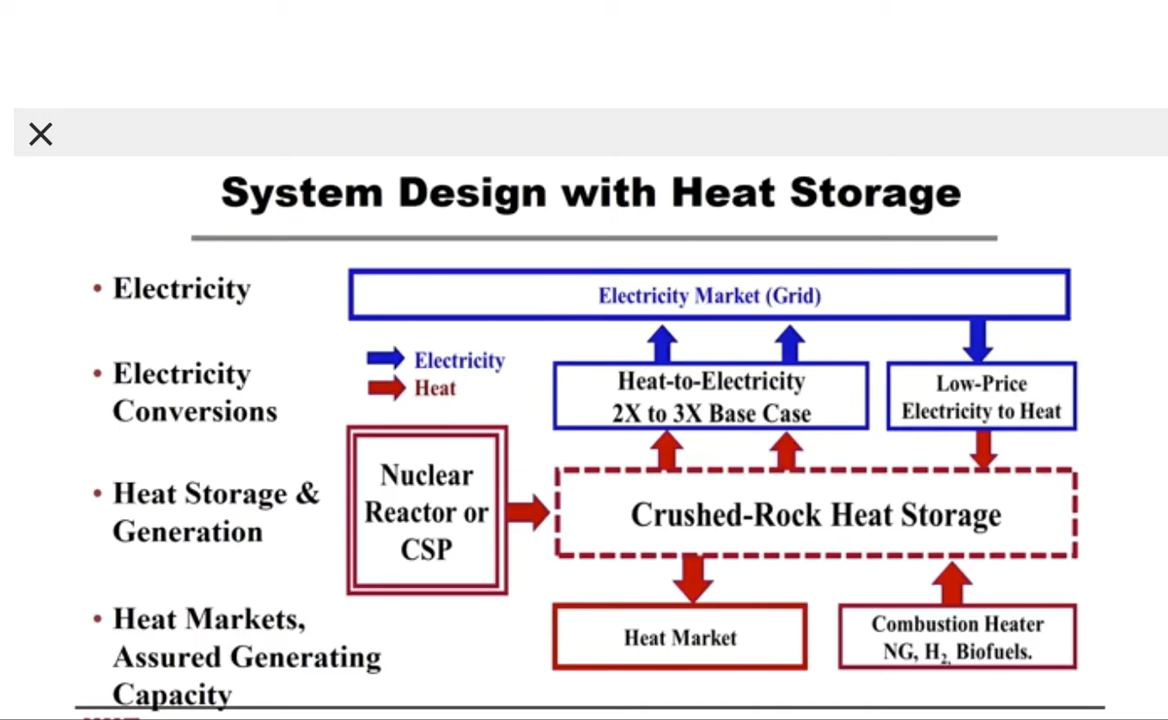 System Design with Heat Storage
• Electricity
Electricity Market (Grid)
• Electricity
Conversions
Electricity
Heat
Heat-to-Electricity
2X to 3X Base Case
Low-Price
Electricity to Heat
• Heat Storage &
Generation
Nuclear
Reactor or
CSP
Crushed-Rock Heat Storage
• Heat Markets,
Assured Generating
Capacity
Heat Market
Combustion Heater
NG, H₂, Biofuels.